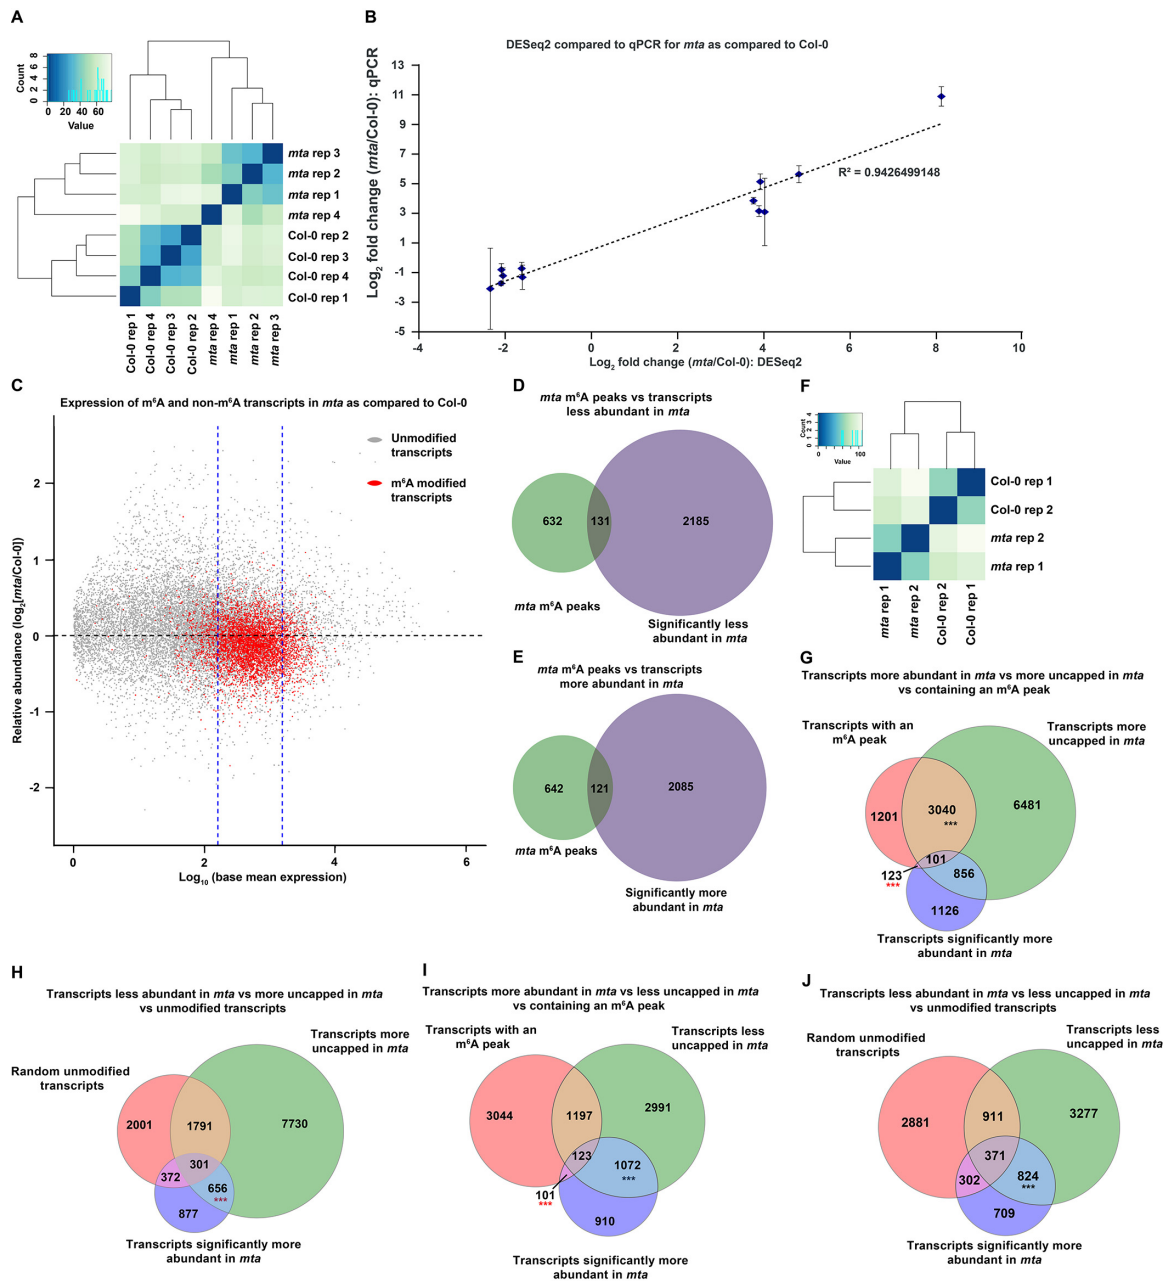 A
Count
0 2 4 6 8
0 20 40 60
Value
mta rep 3
mta rep 2
mta rep 1
mta rep 4
Col-0 rep 2
Col-0 rep 3
Col-0 rep 4
Col-0 rep 1
Col-0 rep 1
Col-0 rep 4
Col-0 rep 3
Col-0 rep 2
mta rep 4
mta rep 1
mta rep 2
mta rep 3
B
DESeq2 compared to qPCR for mta as compared to Col-0
Log₂ fold change (mta/Col-0): qPCR
13
11
9
7
5
3
1
-1
-3
-5
R² = 0.9426499148
-4 -2 0 2 4 6 8 10
Log₂ fold change (mta/Col-0): DESeq2
C
Expression of m⁶A and non-m⁶A transcripts in mta as compared to Col-0
Unmodified
transcripts
m⁶A modified
transcripts
Relative abundance (log₂[mta/Col-0])
2
1
0
-1
-2
0 2 4 6
Log₁₀ (base mean expression)
D
mta m⁶A peaks vs transcripts
less abundant in mta
632 131 2185
mta m⁶A peaks
Significantly less
abundant in mta
E
mta m⁶A peaks vs transcripts
more abundant in mta
642 121 2085
mta m⁶A peaks
Significantly more
abundant in mta
F
Count
0 1 2 3 4
0 100
Value
Col-0 rep 1
Col-0 rep 2
mta rep 2
mta rep 1
mta rep 1
mta rep 2
Col-0 rep 2
Col-0 rep 1
G
Transcripts more abundant in mta vs more uncapped in mta
vs containing an m⁶A peak
Transcripts with an
m⁶A peak
Transcripts more
uncapped in mta
1201 3040 6481
***
101
123 856
***
1126
Transcripts significantly more
abundant in mta
H
Transcripts less abundant in mta vs more uncapped in mta
vs unmodified transcripts
Transcripts more
uncapped in mta
Random unmodified
transcripts
2001 1791 7730
301
372 656
***
877
Transcripts significantly more
abundant in mta
I
Transcripts more abundant in mta vs less uncapped in mta
vs containing an m⁶A peak
Transcripts with an
m⁶A peak
Transcripts less
uncapped in mta
3044 1197 2991
123 1072
***
101
***
910
Transcripts significantly more
abundant in mta
J
Transcripts less abundant in mta vs less uncapped in mta
vs unmodified transcripts
Random unmodified
transcripts
Transcripts less
uncapped in mta
2881 911 3277
371
302 824
***
709
Transcripts significantly more
abundant in mta